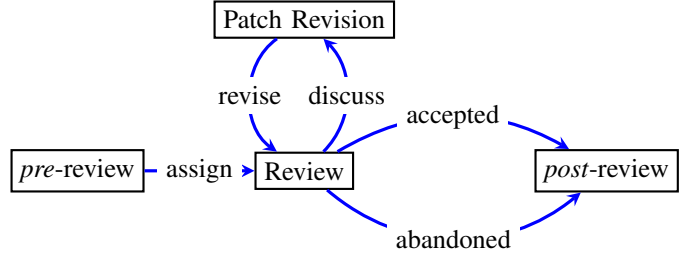 Patch Revision
revise
discuss
accepted
pre-review
assign
Review
post-review
abandoned